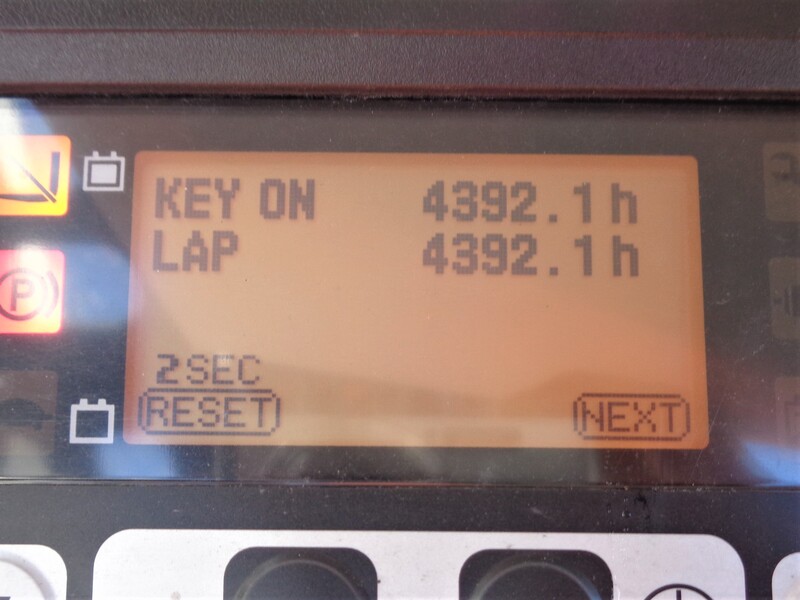 KEY ON 4392.1h
LAP 4392.1h
2SEC
RESET NEXT
P